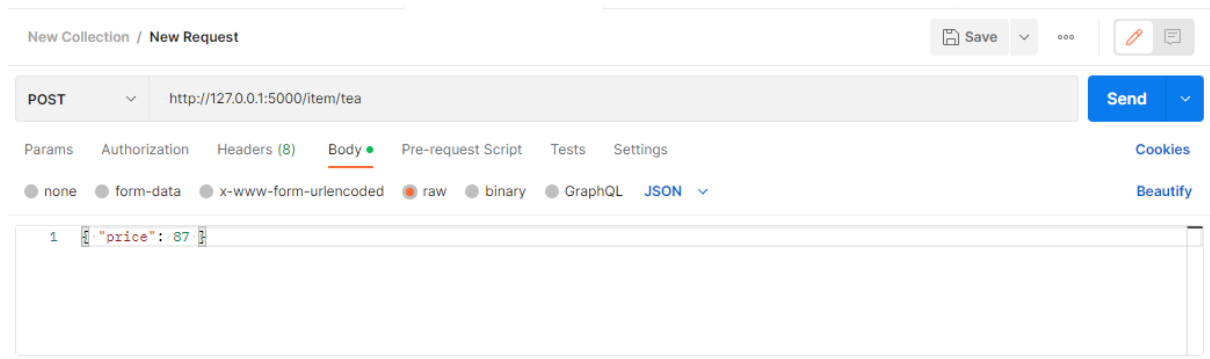 New Collection / New Request Save ooo
POST http://127.0.0.1:5000/item/tea Send
Params Authorization Headers (8) Body Pre-request Script Tests Settings Cookies
none form-data x-www-form-urlencoded raw binary GraphQL JSON Beautify
1 { "price": 87 }